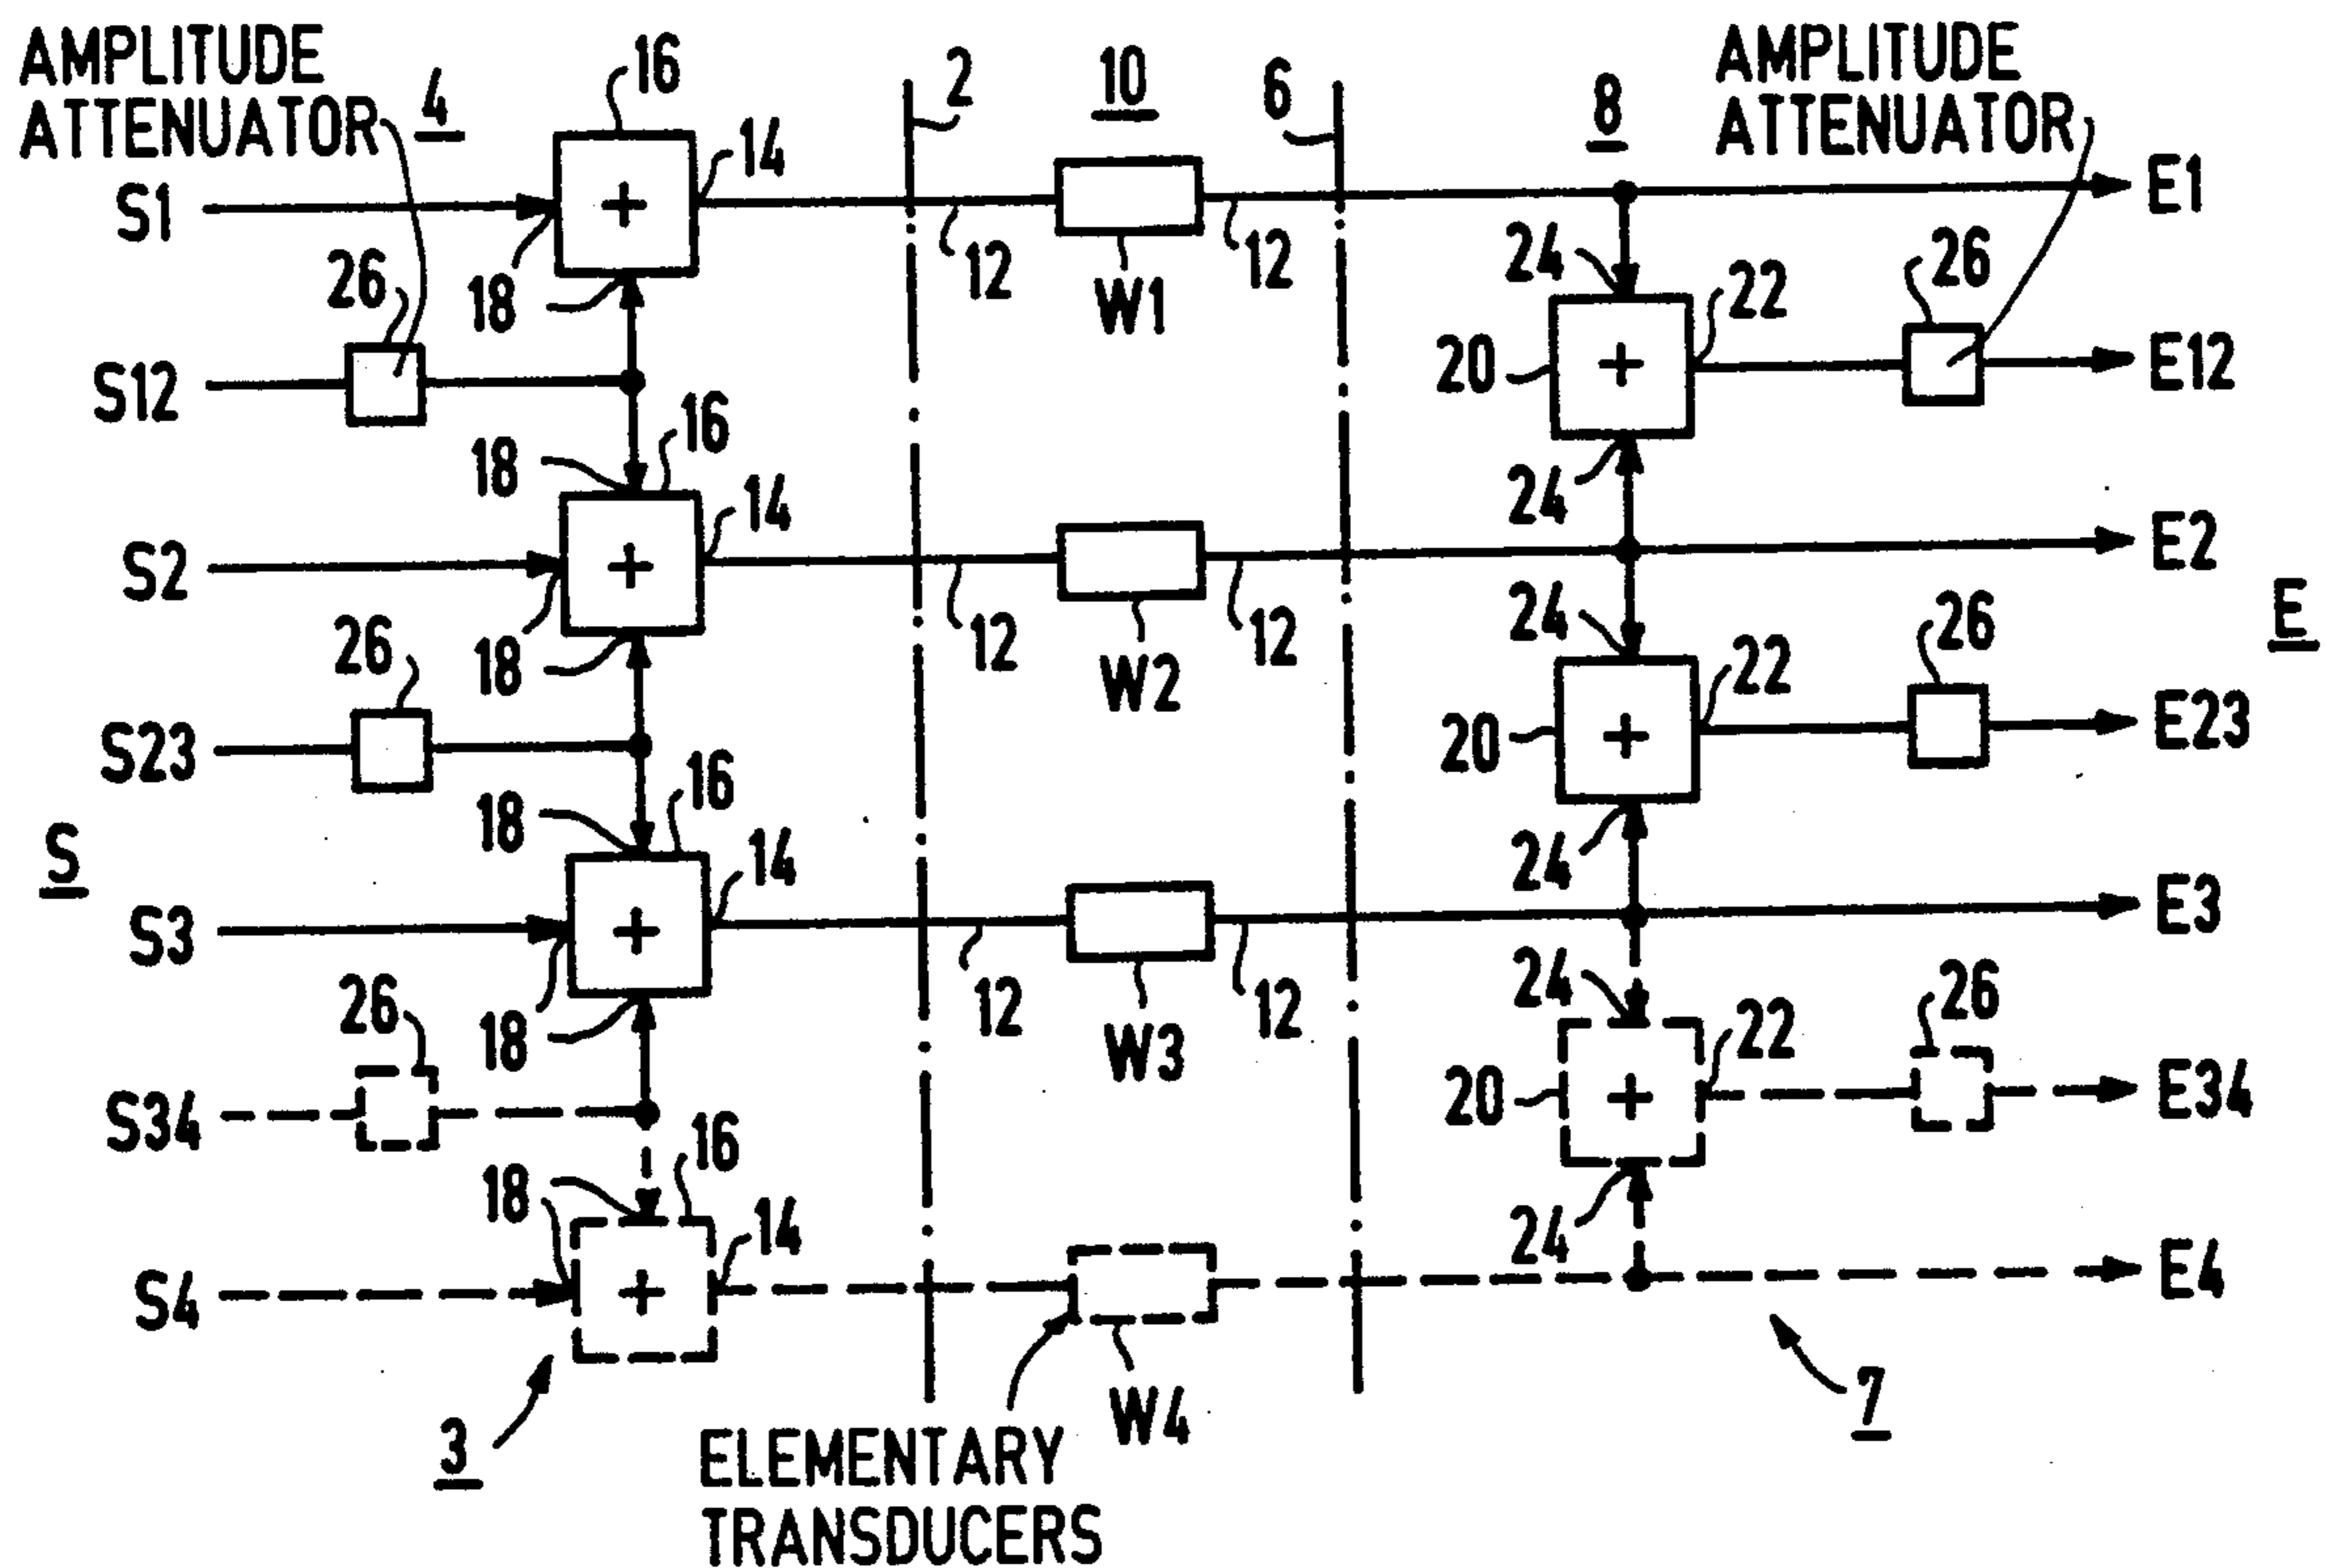 AMPLITUDE
ATTENUATOR
4
16
2
10
6
8
AMPLITUDE
ATTENUATOR
S1
14
E1
18
12
W1
12
24
22
26
26
S12
20
E12
18
16
14
24
S2
E2
18
12
W2
12
24
22
26
E
26
S23
20
E23
18
16
14
24
S
S3
E3
18
12
W3
12
24
22
26
26
S34
20
E34
18
16
14
24
S4
E4
3
ELEMENTARY
TRANSDUCERS
W4
7